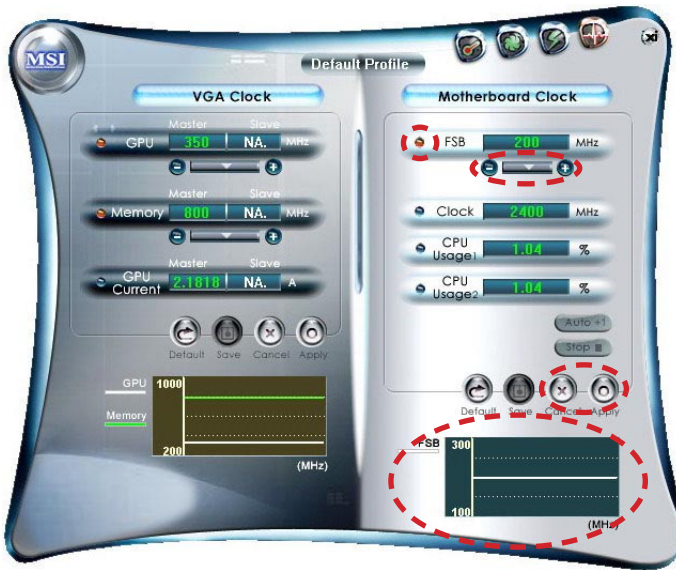 MSI
Default Profile
xi
VGA Clock
Master Slave
GPU 350 NA. MHz
Master Slave
Memory 800 NA. MHz
Master Slave
GPU Current 2.1818 NA. A
Default Save Cancel Apply
GPU
Memory
1000
200
(MHz)
Motherboard Clock
FSB 200 MHz
Clock 2400 MHz
CPU Usage1 1.04 %
CPU Usage2 1.04 %
Auto +1
Stop
Default Save Cancel Apply
FSB
300
100
(MHz)